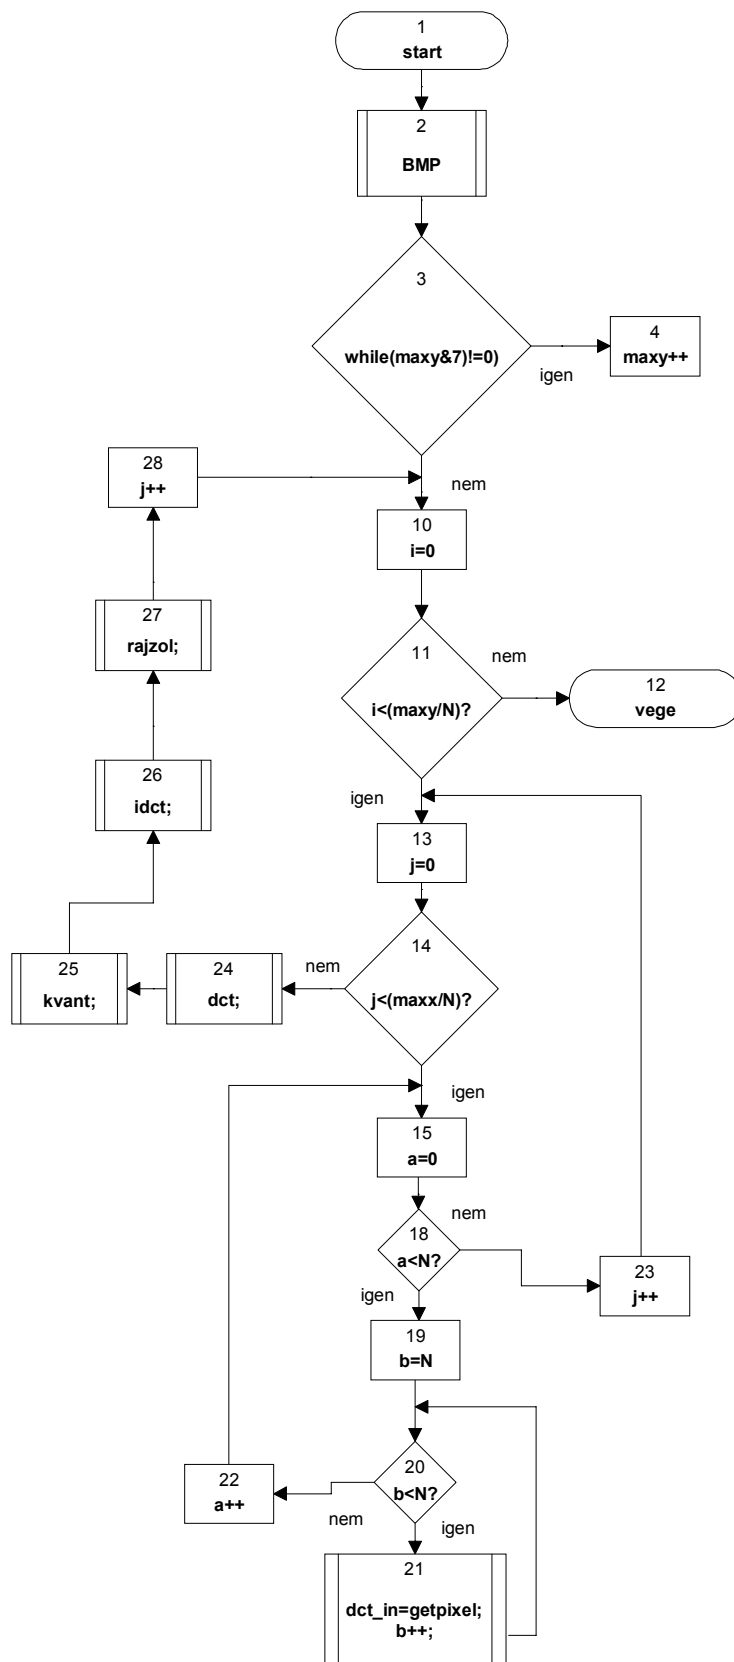 1
start
2
BMP
3
while(maxy&7)!=0)
igen
4
maxy++
nem
28
j++
10
i=0
27
rajzol;
11
i<(maxy/N)?
nem
12
vege
26
idct;
igen
13
j=0
14
j<(maxx/N)?
nem
24
dct;
25
kvant;
igen
15
a=0
nem
18
a<N?
igen
23
j++
19
b=N
20
b<N?
nem
22
a++
igen
21
dct_in=getpixel;
b++;